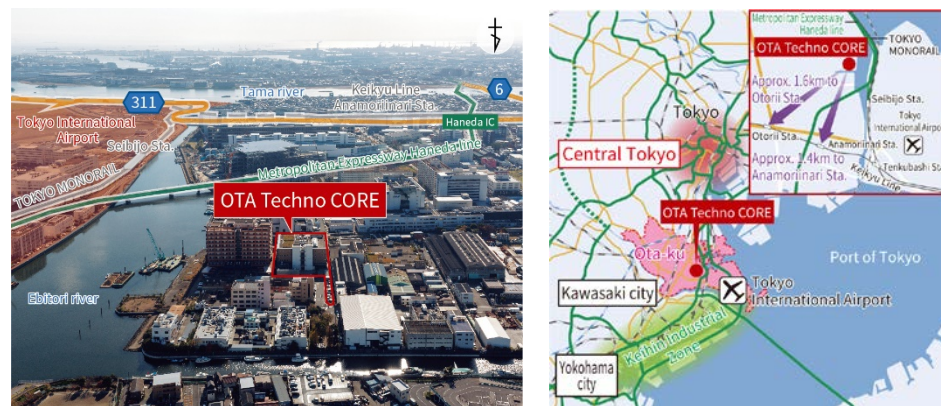 311
Tama river
Keikyu Line
Anamoriinari Sta.
6
Tokyo International
Airport
Seibijo Sta.
Haneda IC
TOKYO MONORAIL
Metropolitan Expressway Haneda line
OTA Techno CORE
Ebitori river
Metropolitan Expressway
Haneda line
TOKYO
MONORAIL
OTA Techno CORE
Approx. 1.6km to
Otorii Sta.
Seibijo Sta.
Otorii Sta.
Tokyo
International Airport
Anamoriinari Sta.
Approx. 1.4km to
Anamoriinari Sta.
Keikyu Line
Tenkubashi St
Tokyo
Central Tokyo
OTA Techno CORE
Ota-ku
Port of Tokyo
Kawasaki city
Tokyo
International Airport
Keihin Industrial
Zone
Yokohama
city